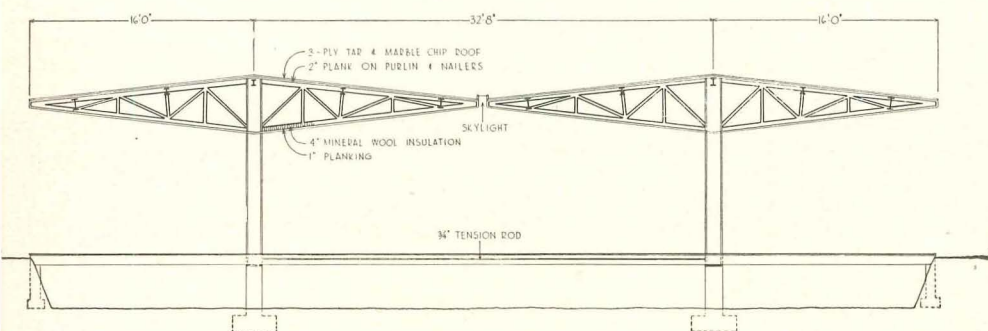 16'0" 32'8" 16'0"
3-PLY TAR & MARBLE CHIP ROOF
2" PLANK ON PURLIN & NAILERS
SKYLIGHT
4" MINERAL WOOL INSULATION
1" PLANKING
¾" TENSION ROD